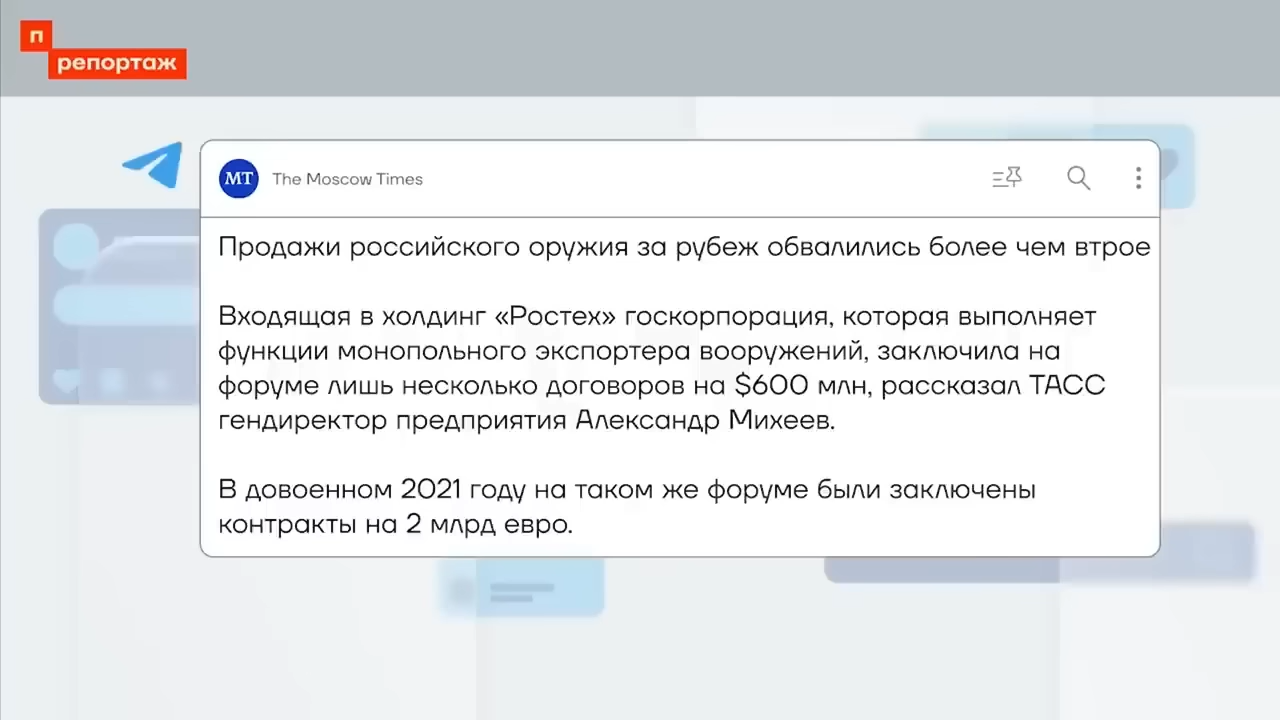 п
репортаж
МТ
The Moscow Times
Продажи российского оружия за рубеж обвалились более чем втрое
Входящая в холдинг «Ростех» госкорпорация, которая выполняет
функции монопольного экспортера вооружений, заключила на
форуме лишь несколько договоров на $600 млн, рассказал ТАСС
гендиректор предприятия Александр Михеев.
В довоенном 2021 году на таком же форуме были заключены
контракты на 2 млрд евро.